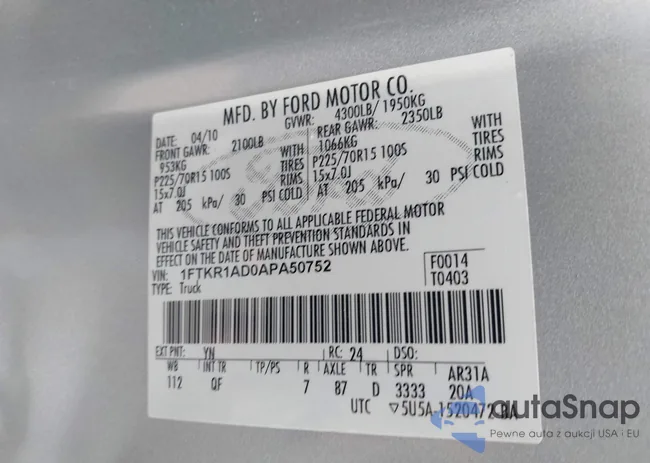 MFD. BY FORD MOTOR CO.
DATE: 04/10 GVWR: 4300LB/ 1950KG
FRONT GAWR: 2100LB REAR GAWR: 2350LB
953KG WITH 1066KG WITH
P225/70R15 100S TIRES P225/70R15 100S TIRES
15x7.0J RIMS 15x7.0J RIMS
AT 205 kPa/ 30 PSI COLD AT 205 kPa/ 30 PSI COLD
THIS VEHICLE CONFORMS TO ALL APPLICABLE FEDERAL MOTOR
VEHICLE SAFETY AND THEFT PREVENTION STANDARDS IN
EFFECT ON THE DATE OF MANUFACTURE SHOWN ABOVE.
VIN: 1FTKR1AD0APA50752 F0014
TYPE: Truck T0403
EXT PNT: YN RC: 24 DSO:
WB INT TR TP/PS R AXLE TR SPR AR31A
112 QF 7 87 D 3333 20A
UTC ▽5U5A-1520472-BA
autaSnap
Pewne auta z aukcji USA i EU